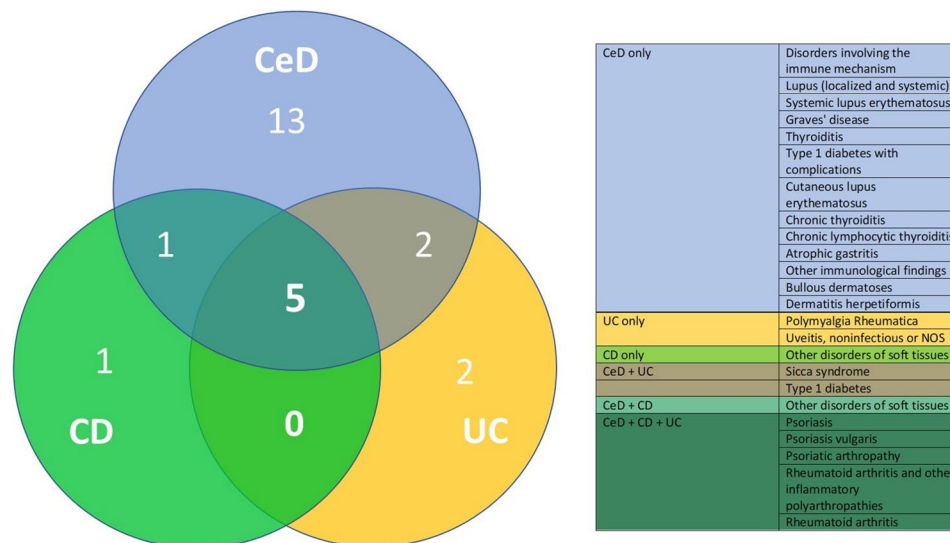 CeD
13
1
2
5
1
2
0
CD
UC
CeD only
Disorders involving the
immune mechanism
Lupus (localized and systemic)
Systemic lupus erythematosus
Graves' disease
Thyroiditis
Type 1 diabetes with
complications
Cutaneous lupus
erythematosus
Chronic thyroiditis
Chronic lymphocytic thyroiditis
Atrophic gastritis
Other immunological findings
Bullous dermatoses
Dermatitis herpetiformis
UC only
Polymyalgia Rheumatica
Uveitis, noninfectious or NOS
CD only
Other disorders of soft tissues
CeD + UC
Sicca syndrome
Type 1 diabetes
CeD + CD
Other disorders of soft tissues
CeD + CD + UC
Psoriasis
Psoriasis vulgaris
Psoriatic arthropathy
Rheumatoid arthritis and othe
inflammatory
polyarthropathies
Rheumatoid arthritis